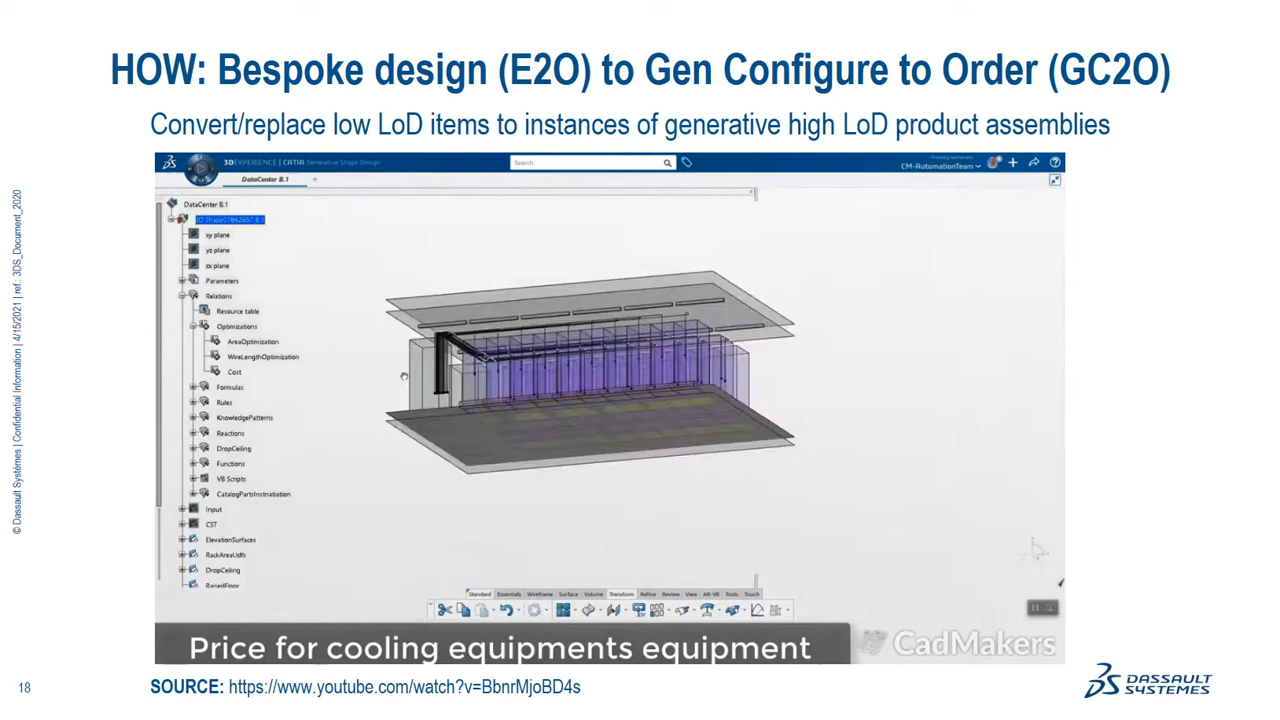 HOW: Bespoke design (E2O) to Gen Configure to Order (GC2O)
Convert/replace low LoD items to instances of generative high LoD product assemblies
3DEXPERIENCE | CATIA Generative Shape Design
Search
CM-AutomationTeam
DataCenter B.1
DataCenter B.1
xy plane
yz plane
zx plane
Parameters
Relations
Resource table
Optimizations
AreaOptimization
WireLengthOptimization
Cost
Formulas
Rules
KnowledgePatterns
Reactions
DropCeiling
Functions
VB Scripts
CatalogPartsInstnatiation
Input
CST
ElevationSurfaces
RackAreaUdfs
DropCeiling
RaisedFloor
Standard Essentials Wireframe Surface Volume Transform Refine Review View AR-VR Tools Touch
Price for cooling equipments equipment
CadMakers
SOURCE: https://www.youtube.com/watch?v=BbnrMjoBD4s
18
DASSAULT
SYSTEMES
© Dassault Systèmes | Confidential Information | 4/15/2021 | ref.: 3DS_Document_2020